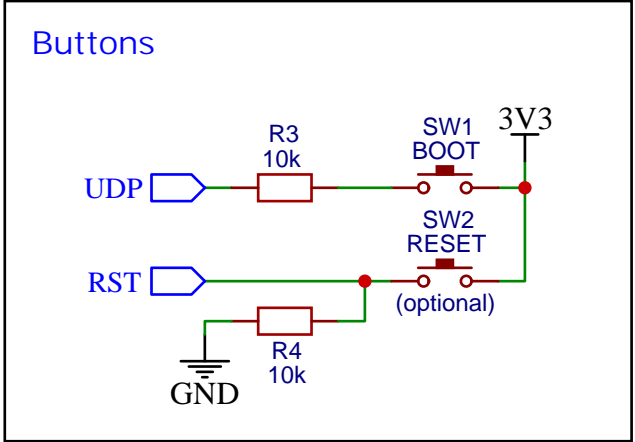 Buttons
3V3
R3
10k
SW1
BOOT
UDP
SW2
RESET
RST
(optional)
R4
10k
GND